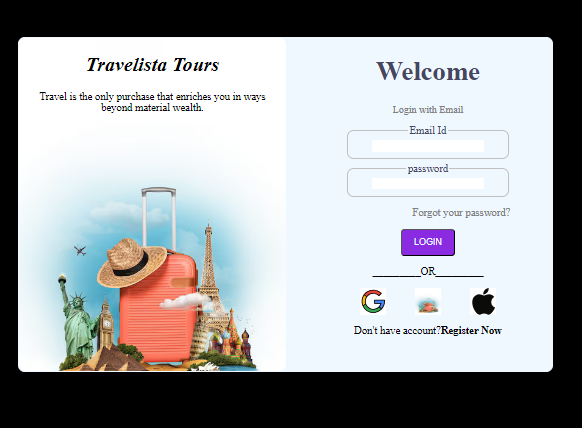 Travelista Tours
Travel is the only purchase that enriches you in ways
beyond material wealth.
Welcome
Login with Email
Email Id
password
Forgot your password?
LOGIN
__________OR__________
Don't have account?Register Now